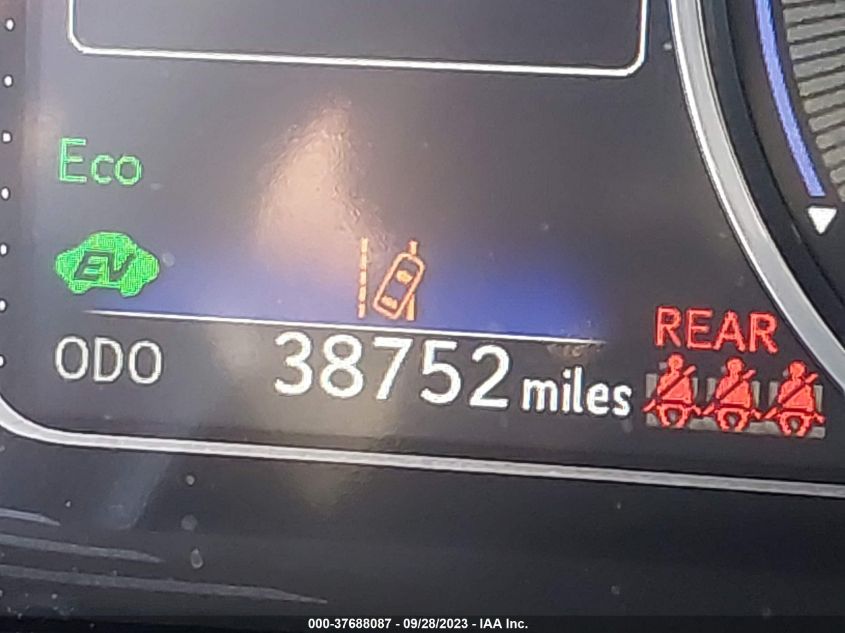 Eco
EV
ODO 38752 miles
REAR
000-37688087 - 09/28/2023 - IAA Inc.